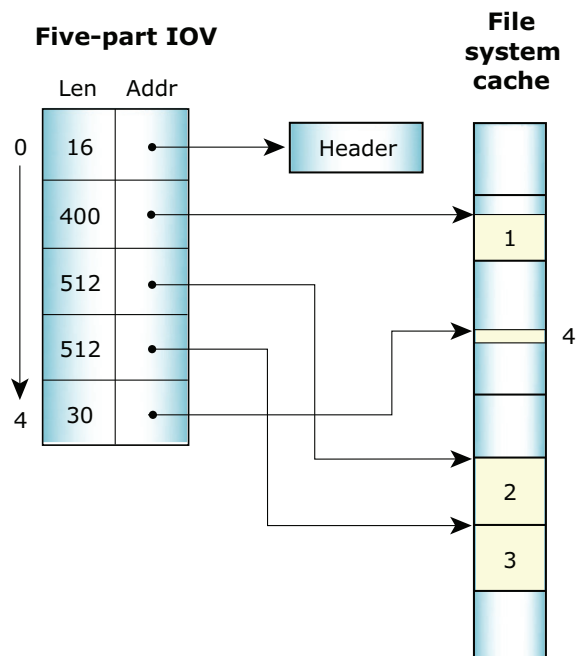 Five-part IOV
Len Addr
0
16
400
512
512
30
4
Header
File
system
cache
1
4
2
3